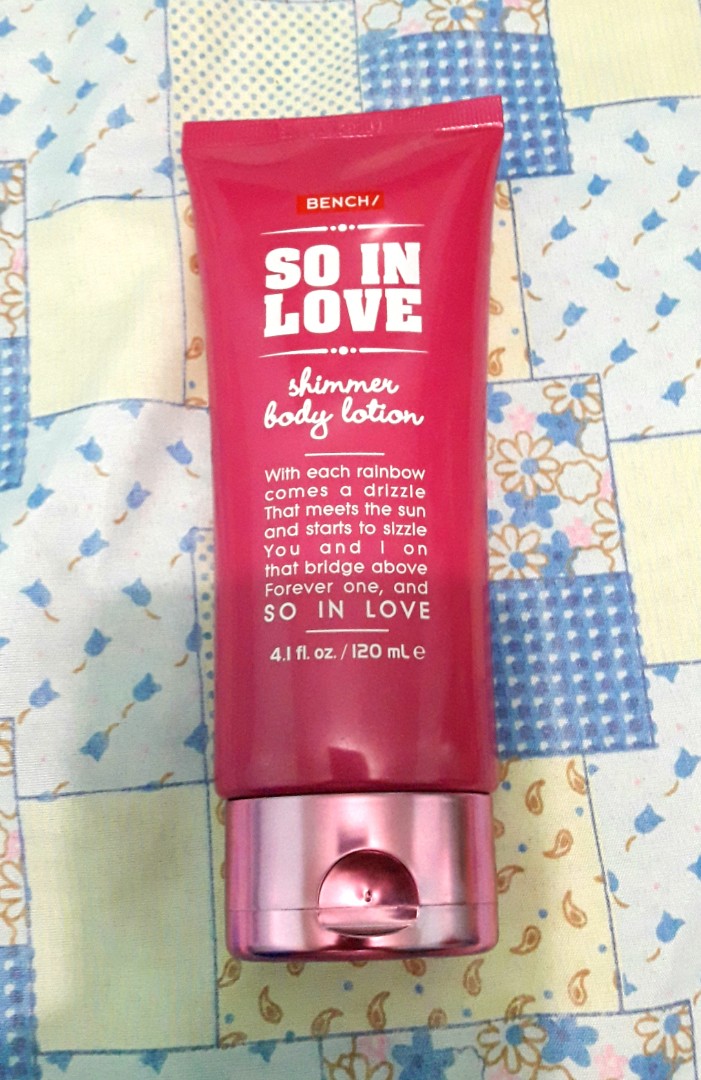 BENCH/
SO IN
LOVE
shimmer
body lotion
With each rainbow
comes a drizzle
That meets the sun
and starts to sizzle
You and I on
that bridge above
Forever one, and
SO IN LOVE
4.1 fl. oz. / 120 mL e